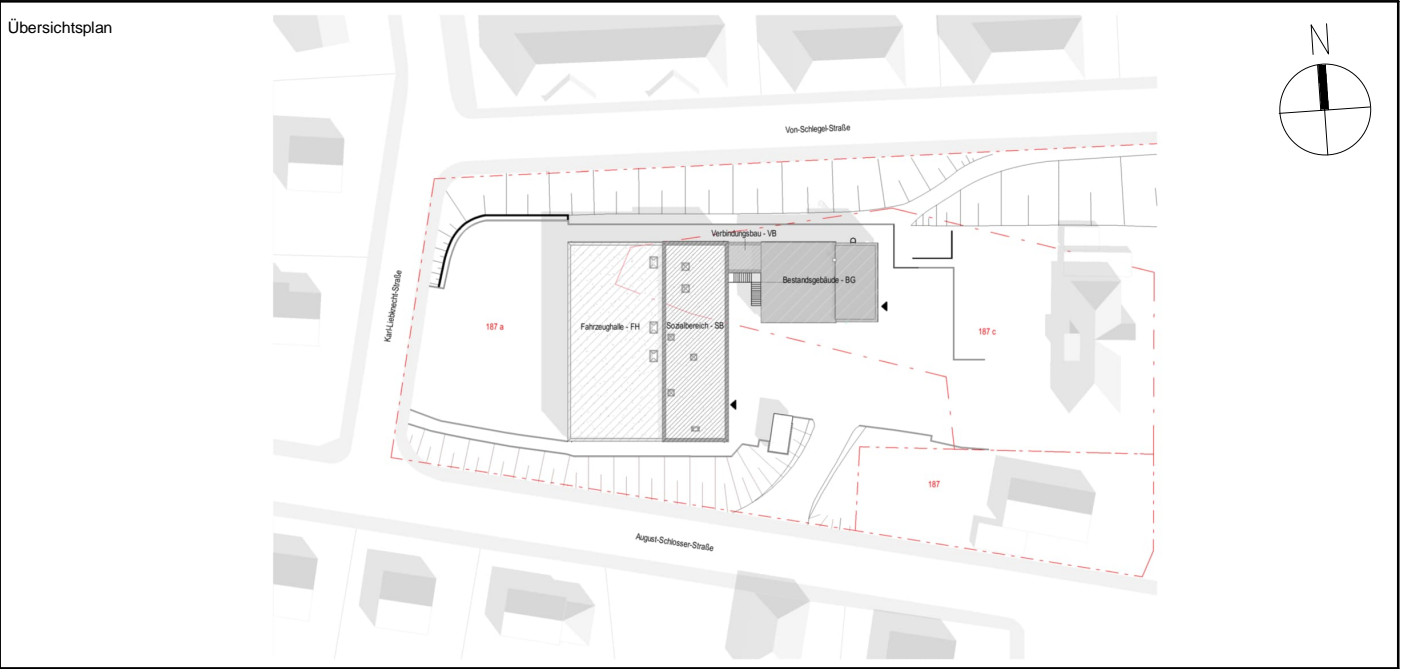 Übersichtsplan
N
Von-Schlegel-Straße
Verbindungsbau - VB
Bestandsgebäude - BG
Karl-Liebknecht-Straße
187 a
Fahrzeughalle - FH
Sozialbereich - SB
187 c
187
August-Schlosser-Straße